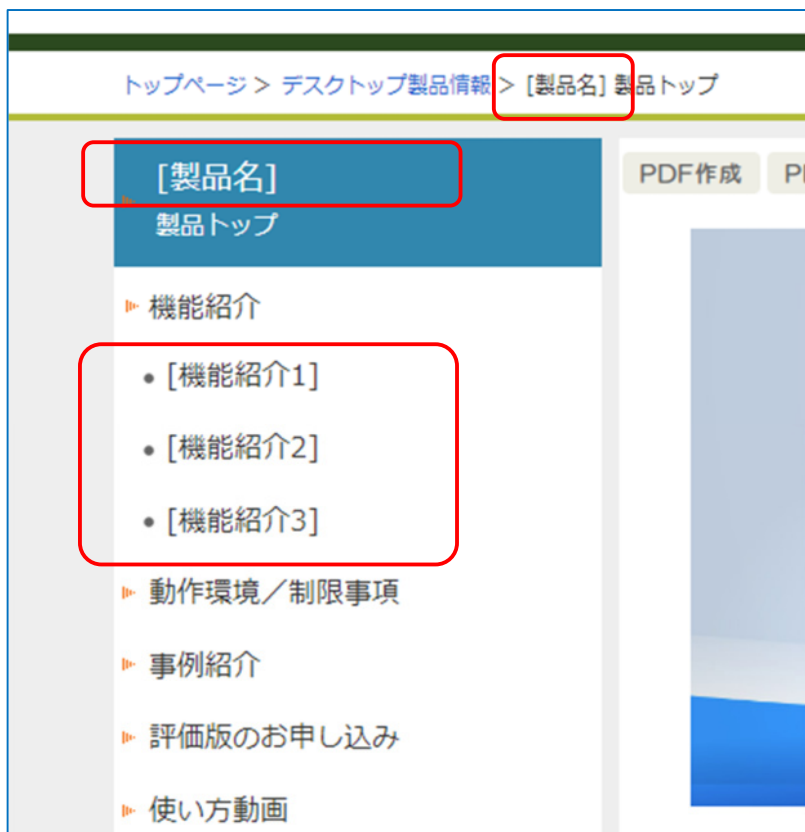 トップページ > デスクトップ製品情報 > [製品名] 製品トップ
[製品名]
製品トップ
機能紹介
• [機能紹介1]
• [機能紹介2]
• [機能紹介3]
動作環境／制限事項
事例紹介
評価版のお申し込み
使い方動画
PDF作成